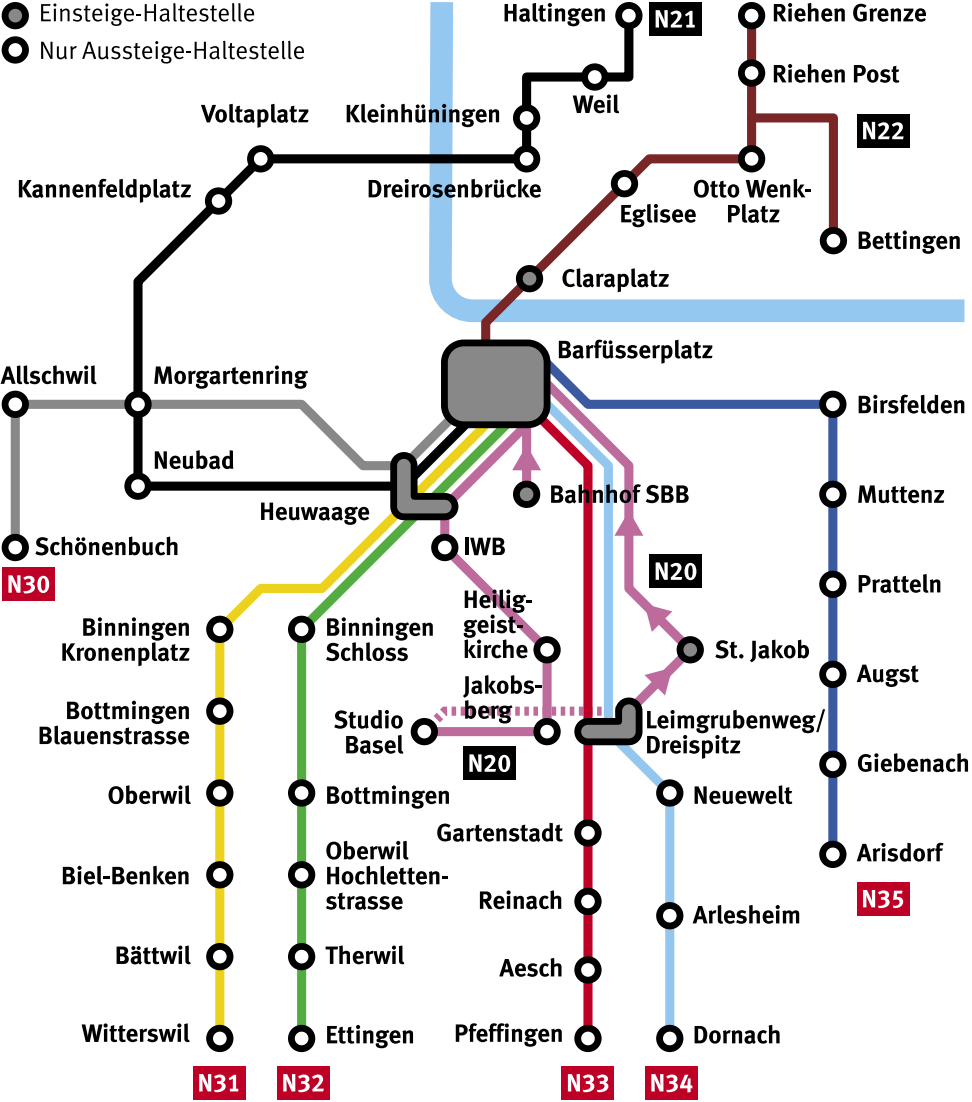 Einsteige-Haltestelle
Nur Aussteige-Haltestelle
Haltingen
N21
Riehen Grenze
Riehen Post
Weil
Voltaplatz
Kleinhüningen
N22
Kannenfeldplatz
Dreirosenbrücke
Otto Wenk-
Platz
Eglisee
Bettingen
Claraplatz
Barfüsserplatz
Allschwil
Morgartenring
Birsfelden
Neubad
Heuwaage
Bahnhof SBB
Muttenz
Schönenbuch
N30
IWB
N20
Pratteln
Heilig-
geist-
kirche
Binningen
Kronenplatz
Binningen
Schloss
St. Jakob
Augst
Jakobs-
berg
Bottmingen
Blauenstrasse
Studio
Basel
N20
Leimgrubenweg/
Dreispitz
Giebenach
Oberwil
Bottmingen
Neuewelt
Gartenstadt
Arisdorf
N35
Oberwil
Hochletten-
strasse
Biel-Benken
Reinach
Arlesheim
Bättwil
Therwil
Aesch
Witterswil
Ettingen
Pfeffingen
Dornach
N31
N32
N33
N34